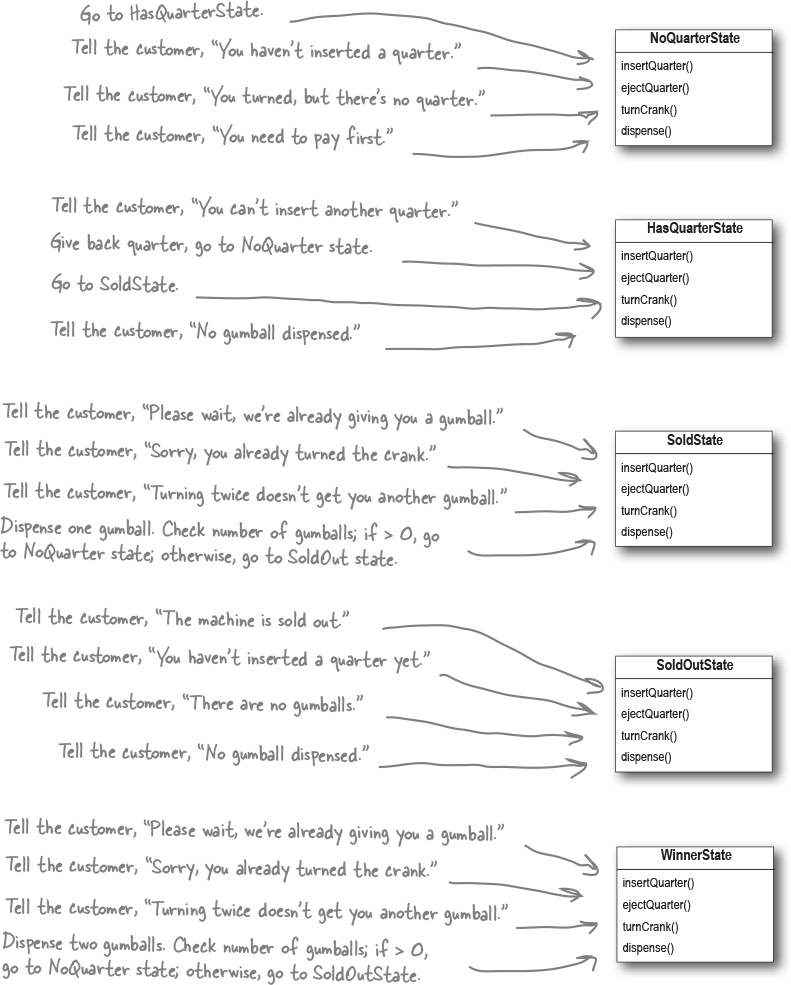 Go to HasQuarterState.
Tell the customer, “You haven’t inserted a quarter.”
Tell the customer, “You turned, but there’s no quarter.”
Tell the customer, “You need to pay first.”
NoQuarterState
insertQuarter()
ejectQuarter()
turnCrank()
dispense()
Tell the customer, “You can’t insert another quarter.”
Give back quarter, go to NoQuarter state.
Go to SoldState.
Tell the customer, “No gumball dispensed.”
HasQuarterState
insertQuarter()
ejectQuarter()
turnCrank()
dispense()
Tell the customer, “Please wait, we’re already giving you a gumball.”
Tell the customer, “Sorry, you already turned the crank.”
Tell the customer, “Turning twice doesn’t get you another gumball.”
Dispense one gumball. Check number of gumballs; if > 0, go
to NoQuarter state; otherwise, go to SoldOut state.
SoldState
insertQuarter()
ejectQuarter()
turnCrank()
dispense()
Tell the customer, “The machine is sold out.”
Tell the customer, “You haven’t inserted a quarter yet.”
Tell the customer, “There are no gumballs.”
Tell the customer, “No gumball dispensed.”
SoldOutState
insertQuarter()
ejectQuarter()
turnCrank()
dispense()
Tell the customer, “Please wait, we’re already giving you a gumball.”
Tell the customer, “Sorry, you already turned the crank.”
Tell the customer, “Turning twice doesn’t get you another gumball.”
Dispense two gumballs. Check number of gumballs; if > 0,
go to NoQuarter state; otherwise, go to SoldOutState.
WinnerState
insertQuarter()
ejectQuarter()
turnCrank()
dispense()